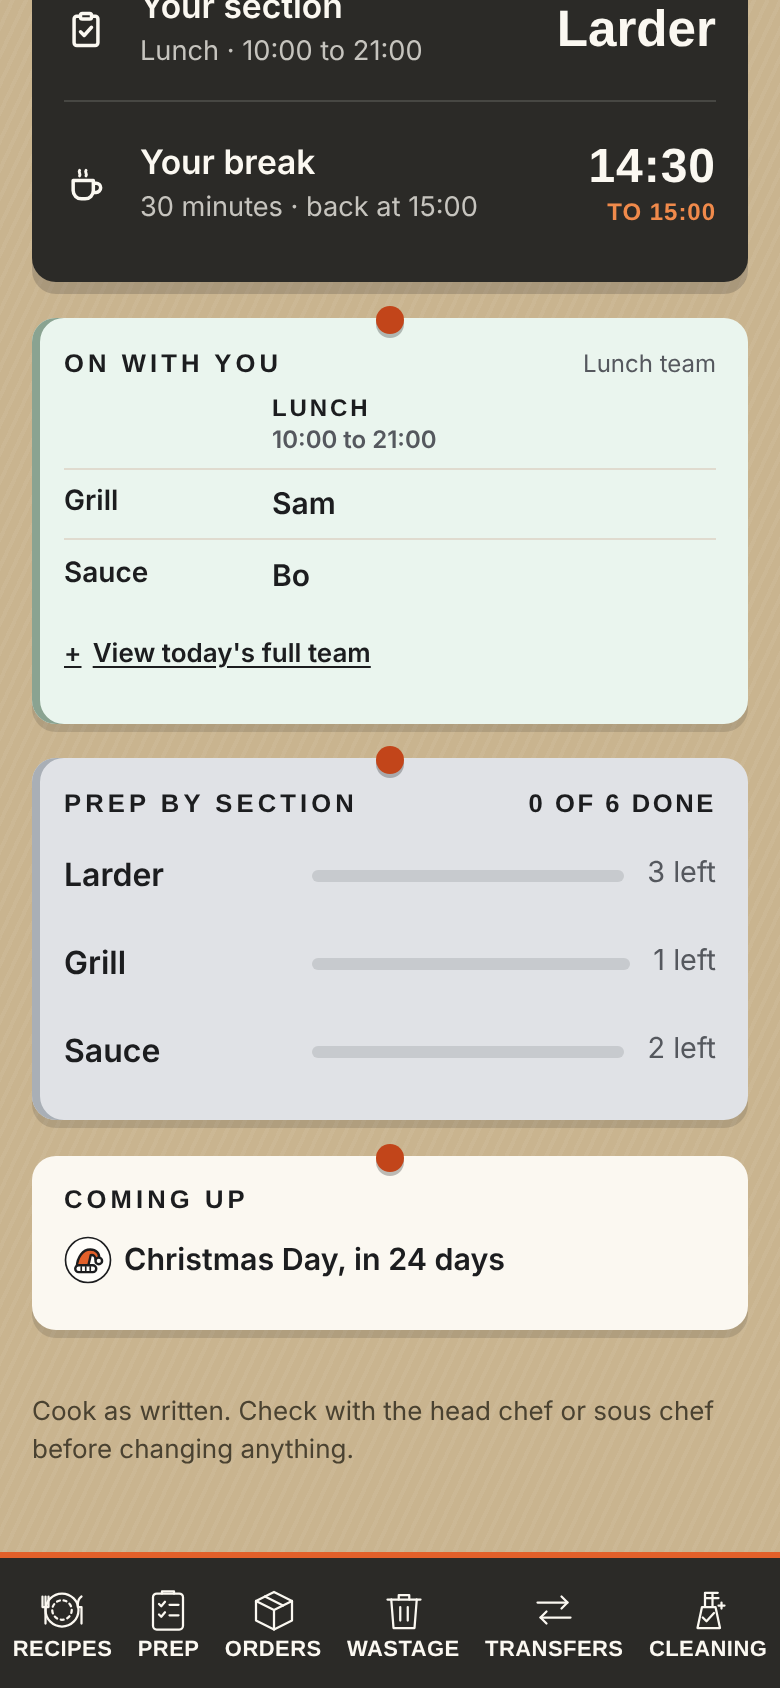 Your section
Lunch · 10:00 to 21:00
Larder
Your break
30 minutes · back at 15:00
14:30
TO 15:00
ON WITH YOU
Lunch team
LUNCH
10:00 to 21:00
Grill
Sam
Sauce
Bo
+ View today's full team
PREP BY SECTION
0 OF 6 DONE
Larder
3 left
Grill
1 left
Sauce
2 left
COMING UP
Christmas Day, in 24 days
Cook as written. Check with the head chef or sous chef
before changing anything.
RECIPES
PREP
ORDERS
WASTAGE
TRANSFERS
CLEANING